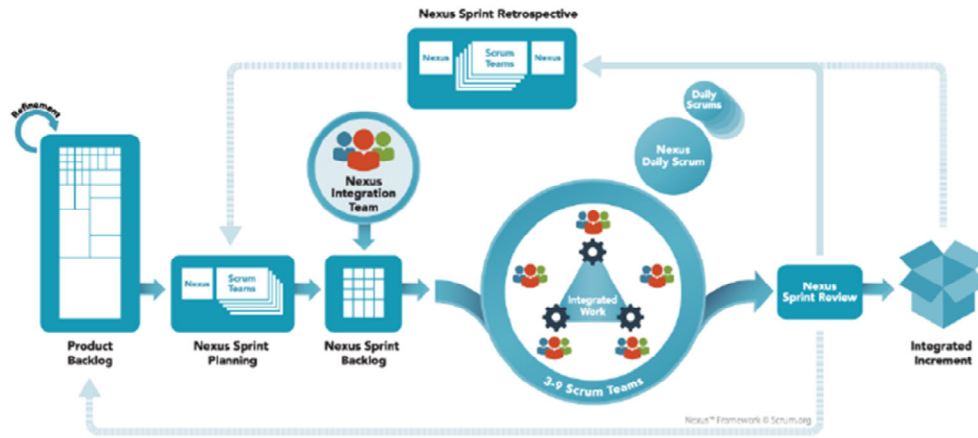 Nexus Sprint Retrospective
Nexus
Scrum
Teams
Nexus
Daily
Scrums
Nexus
Daily Scrum
Refinement
Nexus
Integration
Team
Nexus
Scrum
Teams
Integrated
Work
Nexus
Sprint Review
Product
Backlog
Nexus Sprint
Planning
Nexus Sprint
Backlog
3-9 Scrum Teams
Integrated
Increment
Nexus™ Framework © Scrum.org